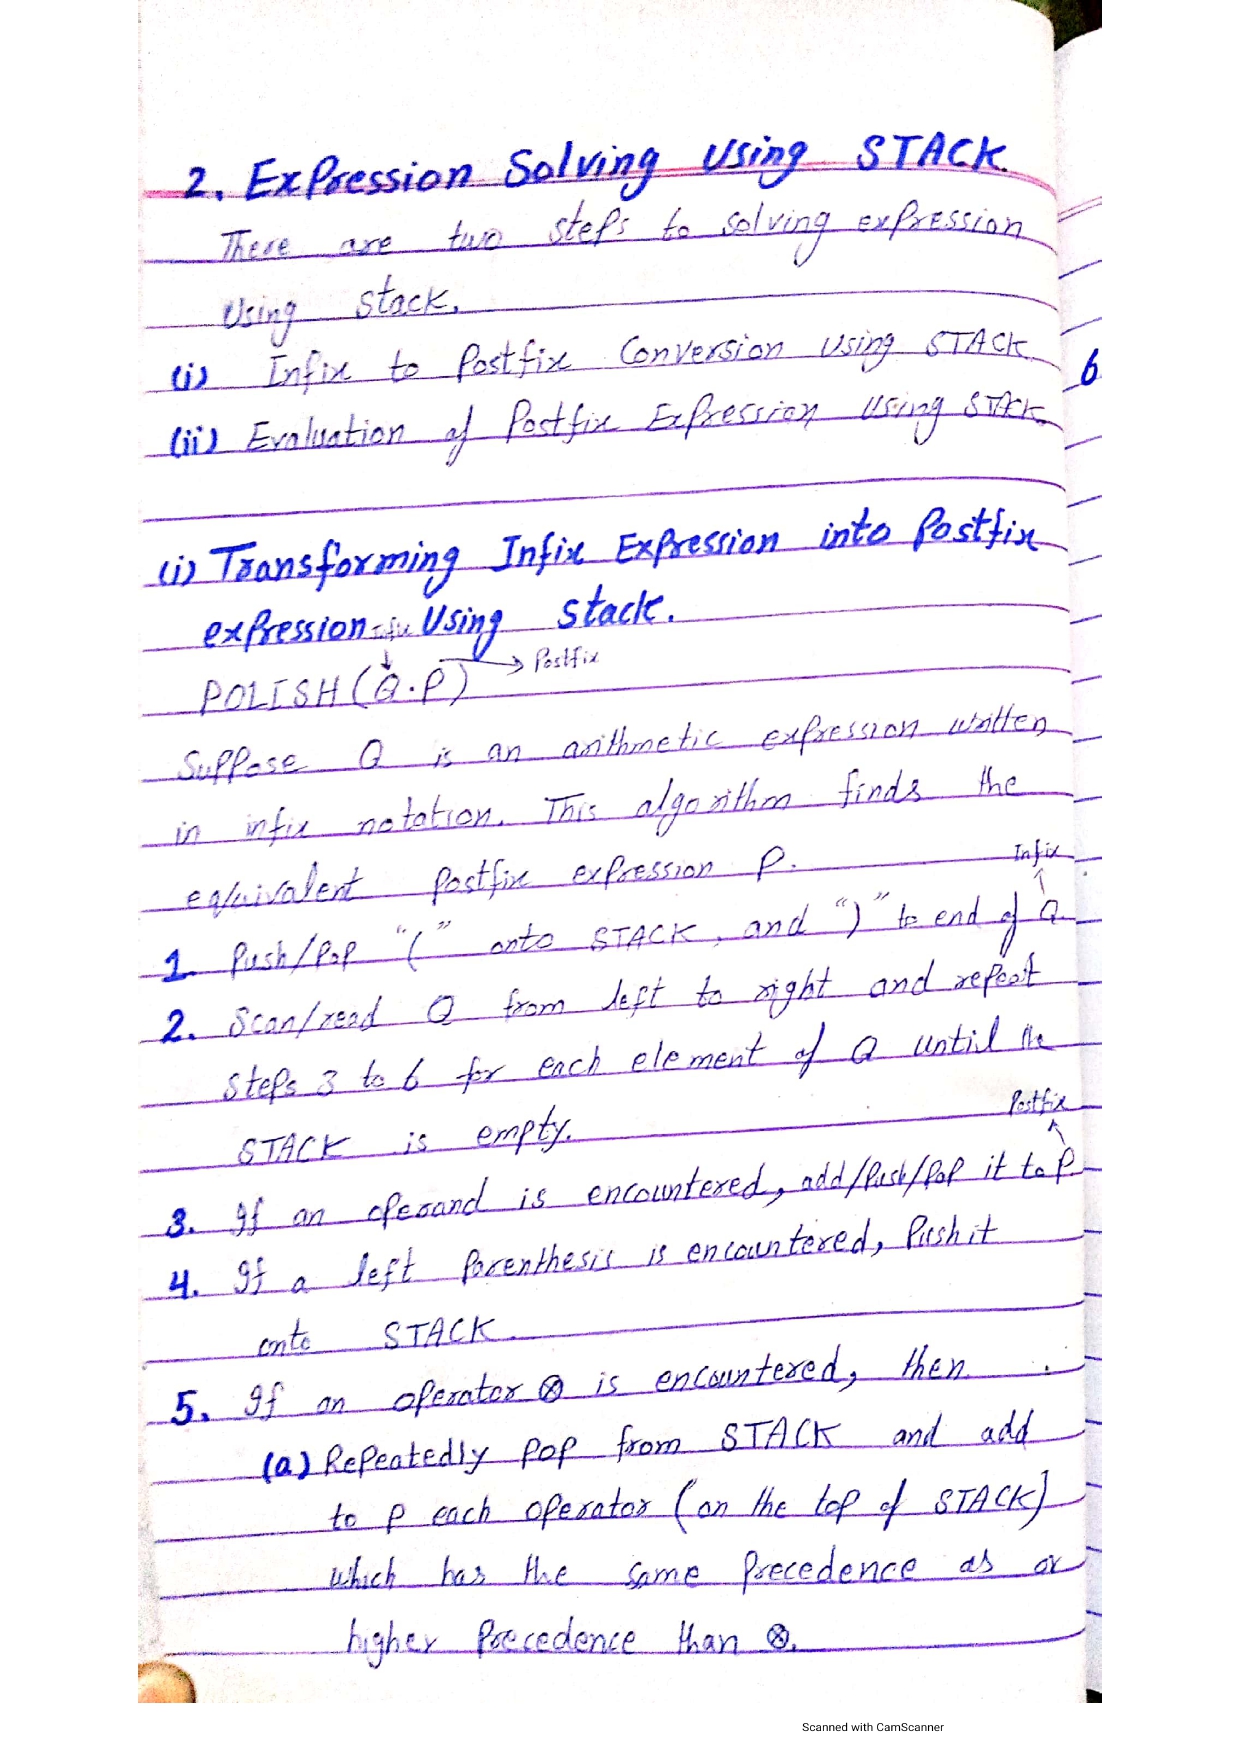 2. Expression Solving Using STACK.
There are two steps to solving expression
Using Stack.
(i) Infix to Postfix Conversion Using STACK
(ii) Evaluation of Postfix Expression Using STACK
6
(i) Transforming Infix Expression into Postfix
expression Using Stack.
Infix
Postfix
POLISH (Q.P)
Suppose Q is an arithmetic expression written
in infix notation. This algorithm finds the
equivalent Postfix expression P.
Infix
1. Push/Pop "(" onto STACK, and ")" to end of Q
2. Scan/read Q from left to right and repeat
Steps 3 to 6 for each element of Q until the
STACK is empty.
Postfix
3. If an operand is encountered, add/Push/Pop it to P
4. If a left Parenthesis is encountered, Push it
onto STACK.
5. If an operator ⊗ is encountered, then
(a) Repeatedly POP from STACK and add
to P each operator (on the top of STACK)
which has the same Precedence as or
higher Precedence than ⊗.
Scanned with CamScanner